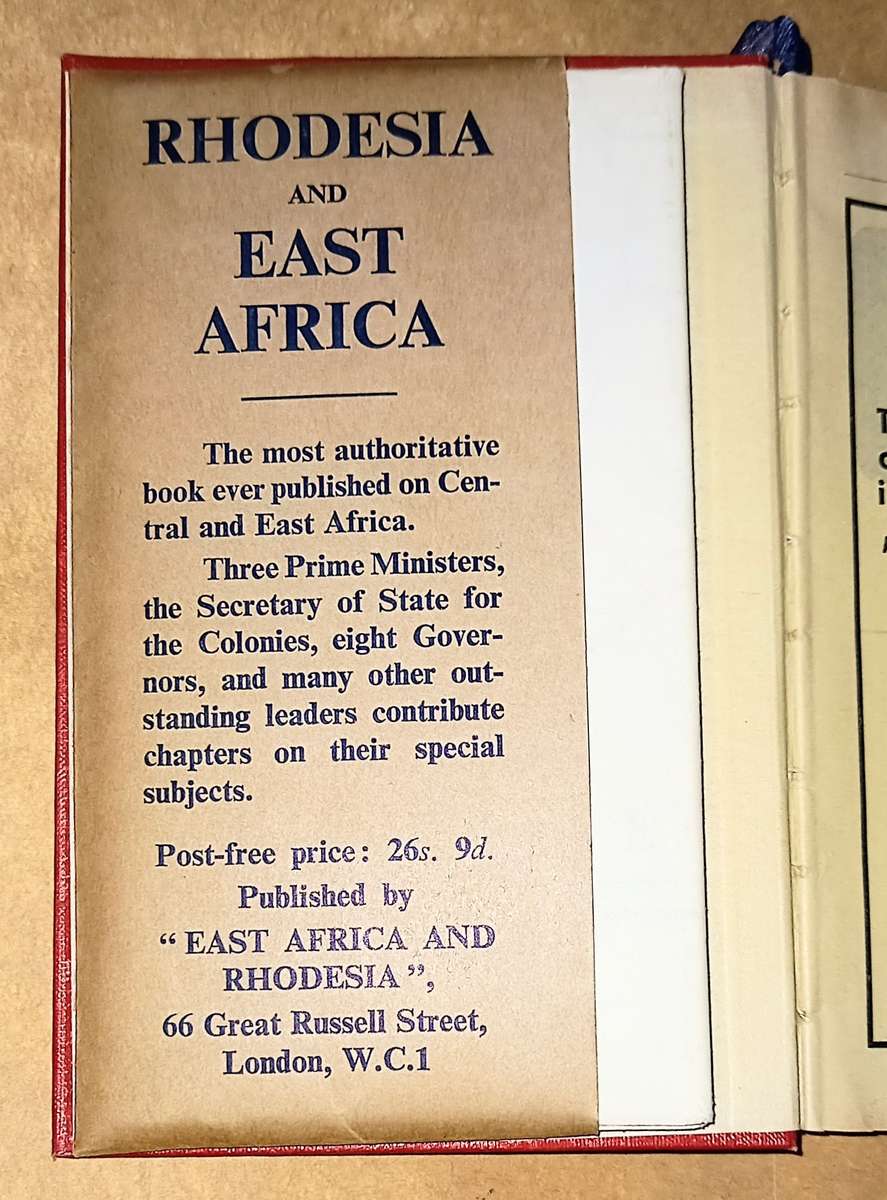 RHODESIA
AND
EAST
AFRICA
The most authoritative
book ever published on Cen-
tral and East Africa.
Three Prime Ministers,
the Secretary of State for
the Colonies, eight Gover-
nors, and many other out-
standing leaders contribute
chapters on their special
subjects.
Post-free price: 26s. 9d.
Published by
“EAST AFRICA AND
RHODESIA”,
66 Great Russell Street,
London, W.C.1